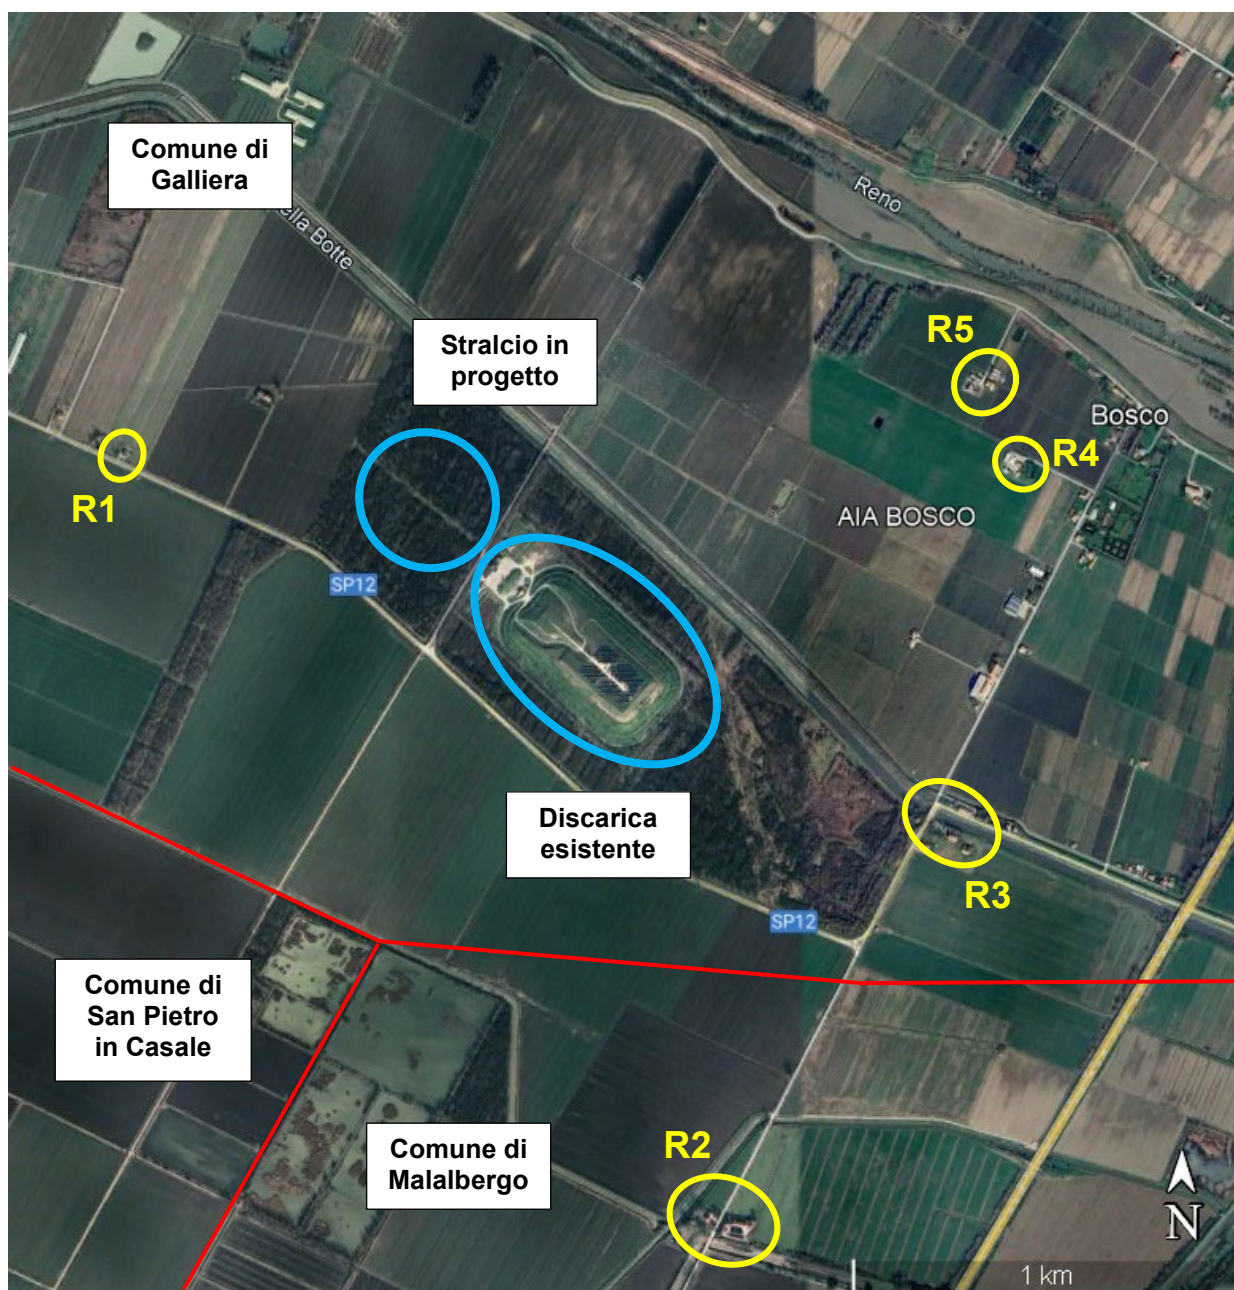 Comune di
Galliera
ella Botte
Reno
Stralcio in
progetto
R5
Bosco
R4
R1
AIA BOSCO
SP12
Discarica
esistente
R3
SP12
Comune di
San Pietro
in Casale
Comune di
Malalbergo
R2
N
1 km